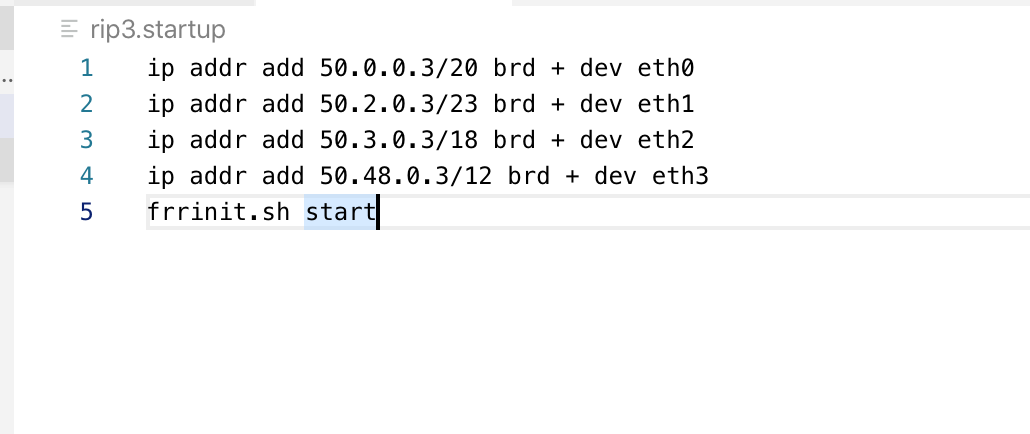 rip3.startup
1 ip addr add 50.0.0.3/20 brd + dev eth0
2 ip addr add 50.2.0.3/23 brd + dev eth1
3 ip addr add 50.3.0.3/18 brd + dev eth2
4 ip addr add 50.48.0.3/12 brd + dev eth3
5 frrinit.sh start